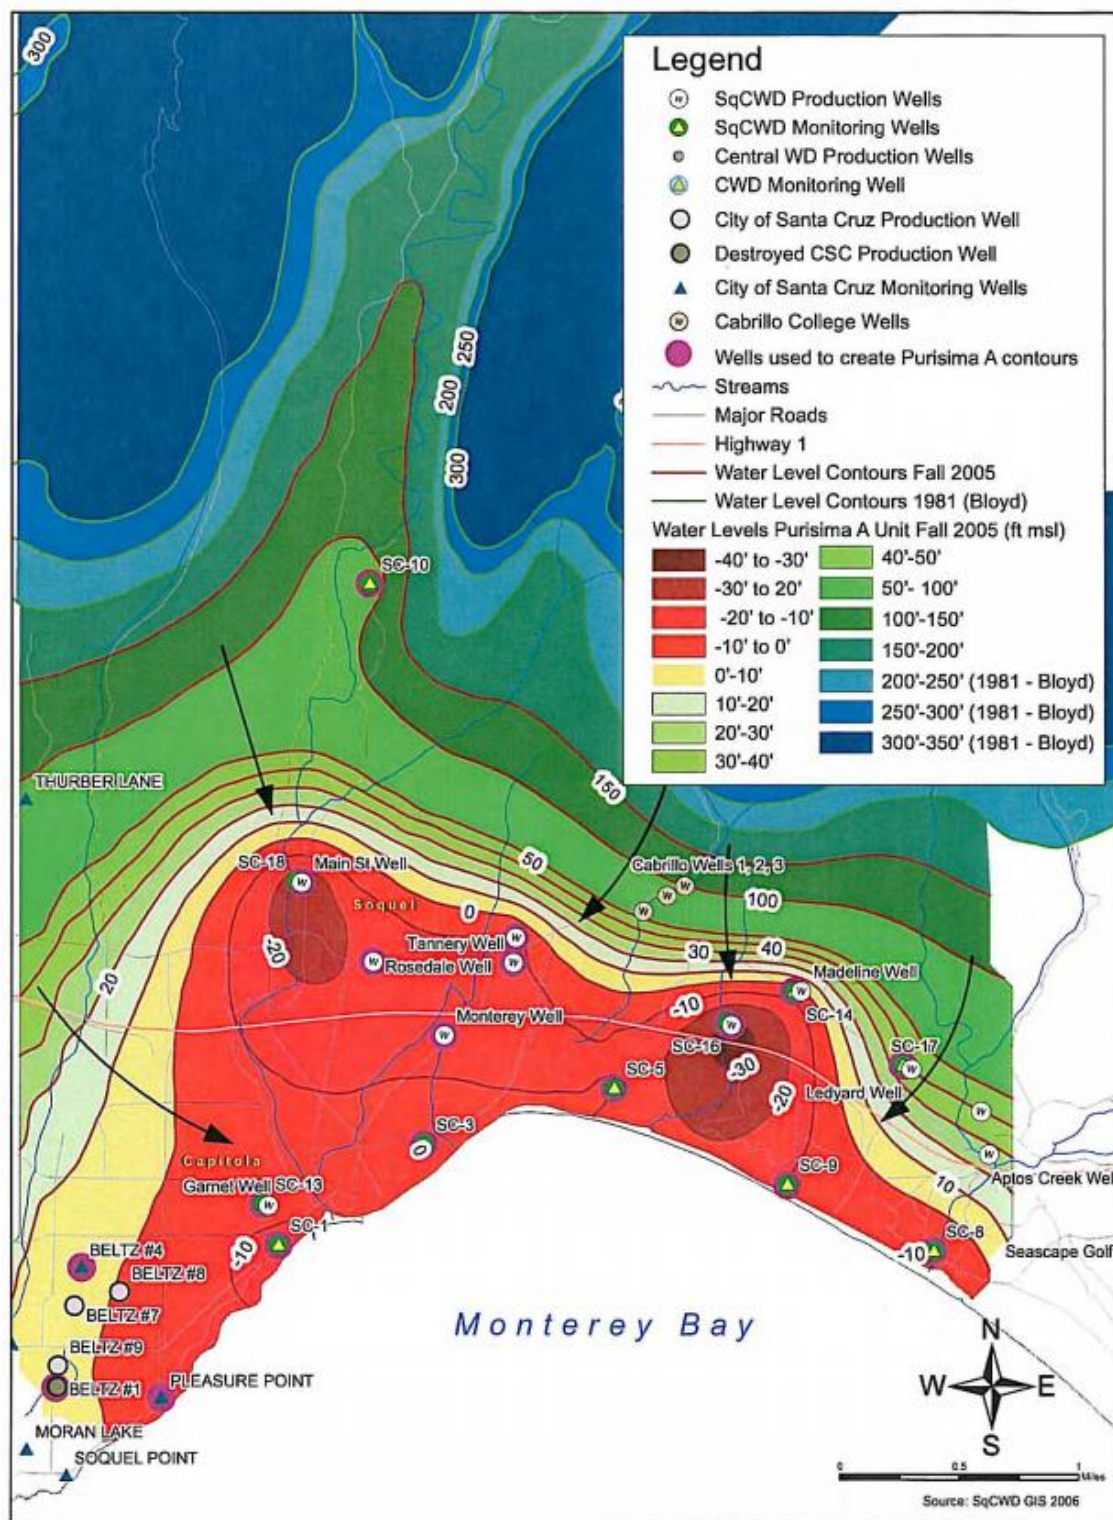 300
Legend
SqCWD Production Wells
SqCWD Monitoring Wells
Central WD Production Wells
CWD Monitoring Well
City of Santa Cruz Production Well
Destroyed CSC Production Well
City of Santa Cruz Monitoring Wells
Cabrillo College Wells
Wells used to create Purisima A contours
Streams
Major Roads
Highway 1
Water Level Contours Fall 2005
Water Level Contours 1981 (Bloyd)
Water Levels Purisima A Unit Fall 2005 (ft msl)
-40' to -30'
-30' to 20'
-20' to -10'
-10' to 0'
0'-10'
10'-20'
20'-30'
30'-40'
40'-50'
50'- 100'
100'-150'
150'-200'
200'-250' (1981 - Bloyd)
250'-300' (1981 - Bloyd)
300'-350' (1981 - Bloyd)
250
200
300
SC-10
THURBER LANE
150
SC-18
Main St Well
50
Cabrillo Wells 1, 2, 3
Soquel
0
100
Tannery Well
-20
Rosedale Well
30
40
Madeline Well
20
-10
SC-14
Monterey Well
SC-16
SC-17
-30
SC-5
-20
Ledyard Well
SC-3
0
Capitola
SC-9
Aptos Creek Wel
Garnet Well
SC-13
10
SC-1
SC-8
-10
-10
Seascape Golf
BELTZ #4
BELTZ #8
BELTZ #7
Monterey Bay
N
BELTZ #9
W
E
BELTZ #1
PLEASURE POINT
S
MORAN LAKE
SOQUEL POINT
0
0.5
1
Miles
Source: SqCWD GIS 2006